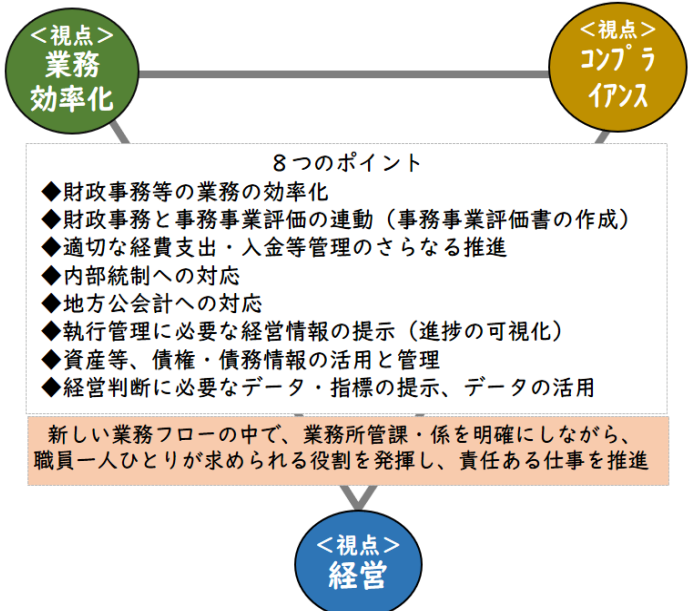 ＜視点＞
業務
効率化
＜視点＞
ｺﾝﾌﾟﾗ
ｲｱﾝｽ
８つのポイント
◆財政事務等の業務の効率化
◆財政事務と事務事業評価の連動（事務事業評価書の作成）
◆適切な経費支出・入金等管理のさらなる推進
◆内部統制への対応
◆地方公会計への対応
◆執行管理に必要な経営情報の提示（進捗の可視化）
◆資産等、債権・債務情報の活用と管理
◆経営判断に必要なデータ・指標の提示、データの活用
新しい業務フローの中で、業務所管課・係を明確にしながら、
職員一人ひとりが求められる役割を発揮し、責任ある仕事を推進
＜視点＞
経営